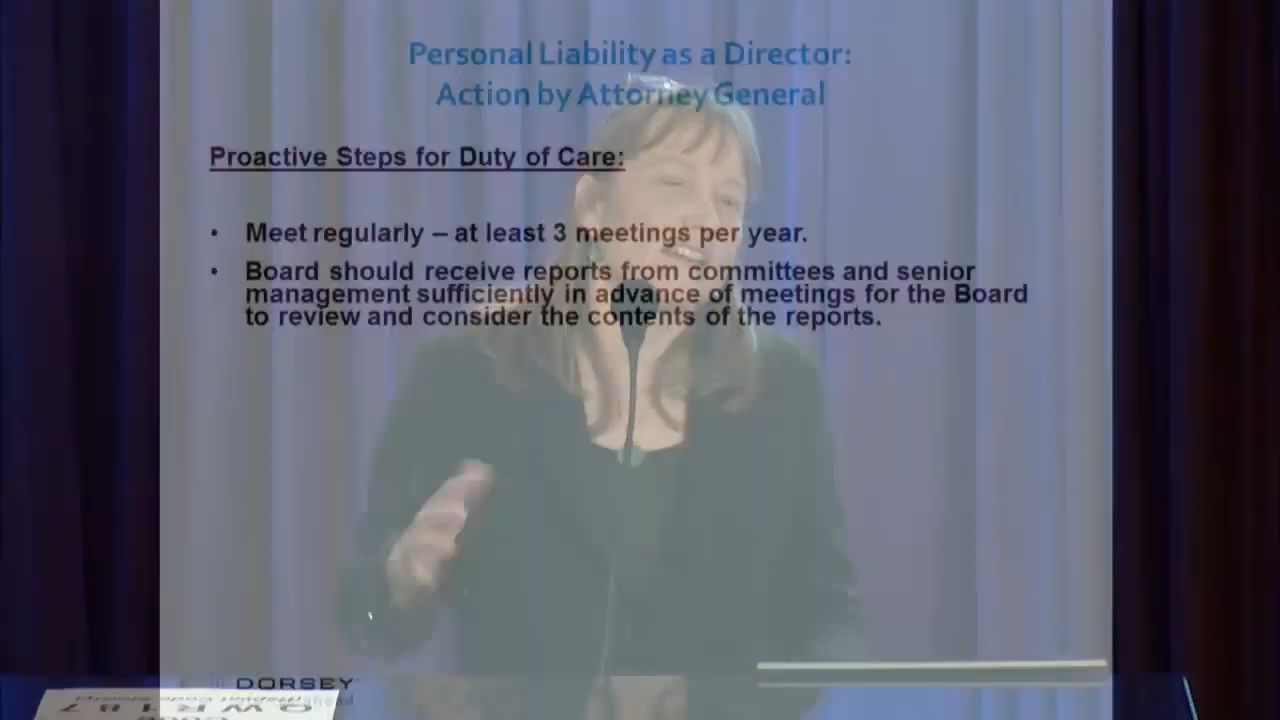 Personal Liability as a Director:
Action by Attorney General
Proactive Steps for Duty of Care:
• Meet regularly – at least 3 meetings per year.
• Board should receive reports from committees and senior
management sufficiently in advance of meetings for the Board
to review and consider the contents of the reports.
DORSEY
QWR187
Code